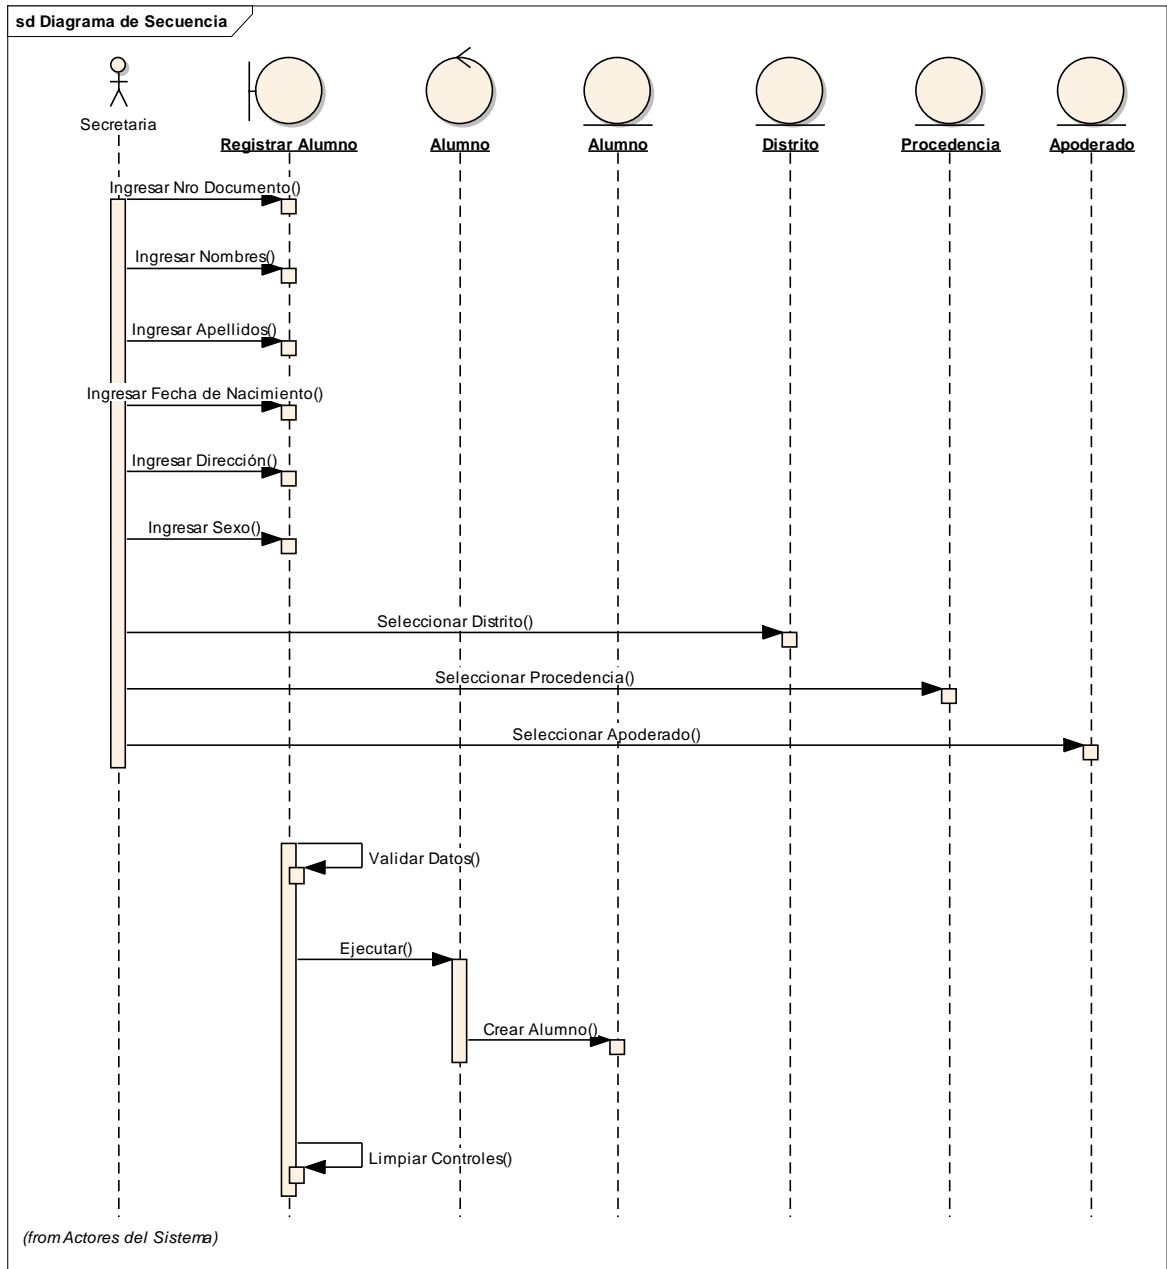 sd Diagrama de Secuencia
Secretaria
Registrar Alumno
Alumno
Alumno
Distrito
Procedencia
Apoderado
Ingresar Nro Documento()
Ingresar Nombres()
Ingresar Apellidos()
Ingresar Fecha de Nacimiento()
Ingresar Dirección()
Ingresar Sexo()
Seleccionar Distrito()
Seleccionar Procedencia()
Seleccionar Apoderado()
Validar Datos()
Ejecutar()
Crear Alumno()
Limpiar Controles()
(from Actores del Sistema)